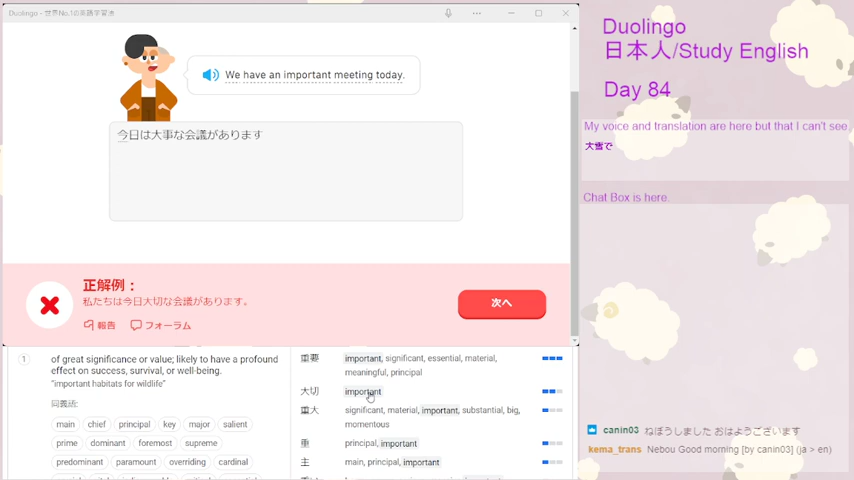 Duolingo - 世界No.1の言語学習法
We have an important meeting today.
今日は大事な会議があります
正解例：
私たちは今日大切な会議があります。
報告 フォーラム
次へ
1 of great significance or value; likely to have a profound
effect on success, survival, or well-being.
"important habitats for wildlife"
同義語:
main chief principal key major salient
prime dominant foremost supreme
predominant paramount overriding cardinal
重要 important, significant, essential, material,
meaningful, principal
大切 important
重大 significant, material, important, substantial, big,
momentous
重 principal, important
主 main, principal, important
Duolingo
日本人/Study English
Day 84
My voice and translation are here but that I can't see
大雪で
Chat Box is here.
canin03 ねぼうしました おはようございます
kema_trans Nebou Good morning [by canin03] (ja > en)